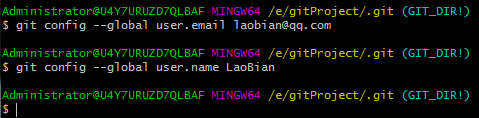 Administrator@U4Y7URUZD7QLBAF MINGW64 /e/gitProject/.git (GIT_DIR!)
$ git config --global user.email laobian@qq.com
Administrator@U4Y7URUZD7QLBAF MINGW64 /e/gitProject/.git (GIT_DIR!)
$ git config --global user.name LaoBian
Administrator@U4Y7URUZD7QLBAF MINGW64 /e/gitProject/.git (GIT_DIR!)
$